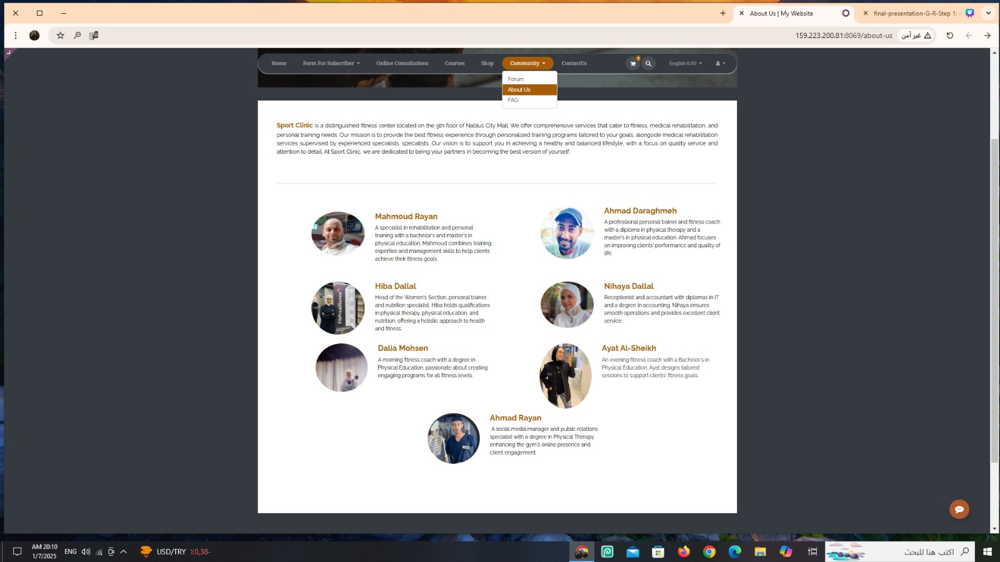 About Us | My Website
final-presentation-G-R-Step 1:
159.223.200.81:8069/about-us
غير آمن
Home
Form For Subscriber
Online Consultations
Courses
Shop
Community
ContactUs
1
English (US)
Forum
About Us
FAQ
Sport Clinic is a distinguished fitness center located on the 9th floor of Nablus City Mall. We offer comprehensive services that cater to fitness, medical rehabilitation, and
personal training needs. Our mission is to provide the best fitness experience through personalized training programs tailored to your goals, alongside medical rehabilitation
services supervised by experienced specialists. specialists. Our vision is to support you in achieving a healthy and balanced lifestyle, with a focus on quality service and
attention to detail. At Sport Clinic, we are dedicated to being your partners in becoming the best version of yourself.
Mahmoud Rayan
A specialist in rehabilitation and personal
training with a bachelor's and master's in
physical education. Mahmoud combines training
expertise and management skills to help clients
achieve their fitness goals.
Ahmad Daraghmeh
A professional personal trainer and fitness coach
with a diploma in physical therapy and a
master's in physical education. Ahmad focuses
on improving clients' performance and quality of
life.
Hiba Dallal
Head of the Women's Section, personal trainer,
and nutrition specialist. Hiba holds qualifications
in physical therapy, physical education, and
nutrition, offering a holistic approach to health
and fitness.
FitProAlliance
Nihaya Dallal
Receptionist and accountant with diplomas in IT
and a degree in accounting. Nihaya ensures
smooth operations and provides excellent client
service.
Dalia Mohsen
A morning fitness coach with a degree in
Physical Education, passionate about creating
engaging programs for all fitness levels.
Ayat Al-Sheikh
An evening fitness coach with a Bachelor's in
Physical Education. Ayat designs tailored
sessions to support clients' fitness goals.
Ahmad Rayan
A social media manager and public relations
specialist with a degree in Physical Therapy,
enhancing the gym's online presence and
client engagement.
AM 20:10
1/7/2025
ENG
USD/TRY
٪0,38-
اكتب هنا للبحث